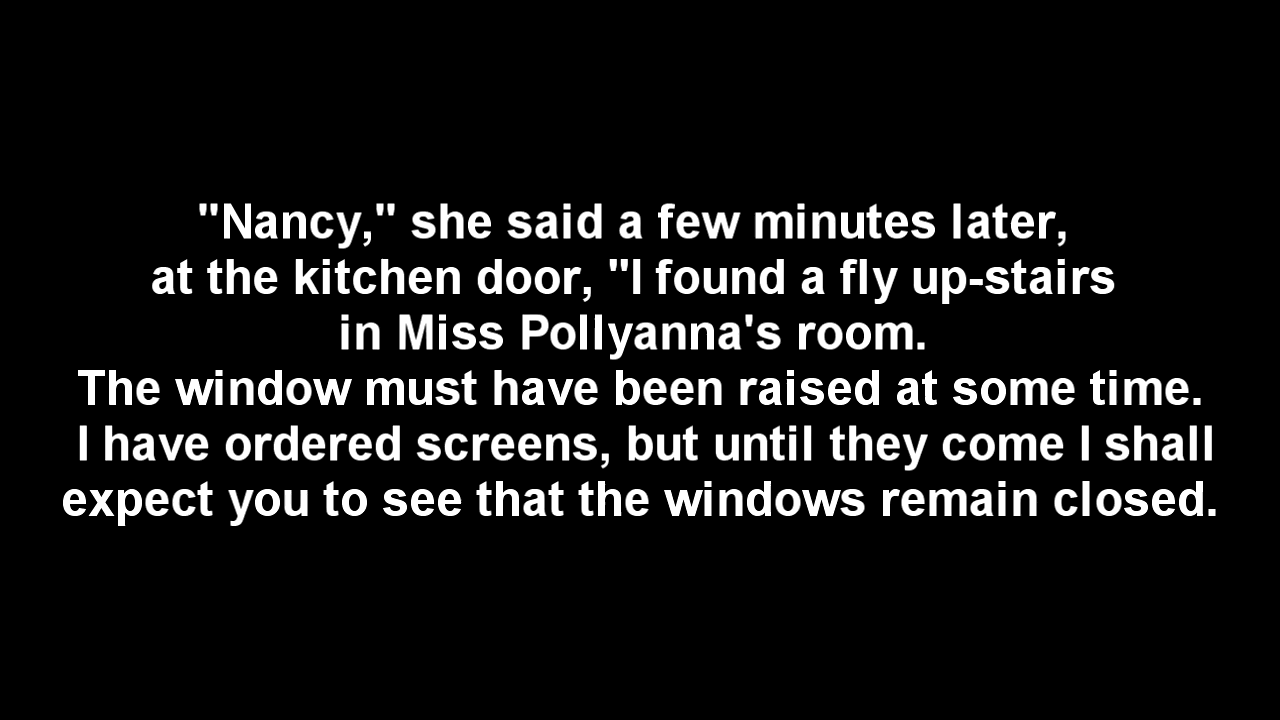 "Nancy," she said a few minutes later,
at the kitchen door, "I found a fly up-stairs
in Miss Pollyanna's room.
The window must have been raised at some time.
I have ordered screens, but until they come I shall
expect you to see that the windows remain closed.